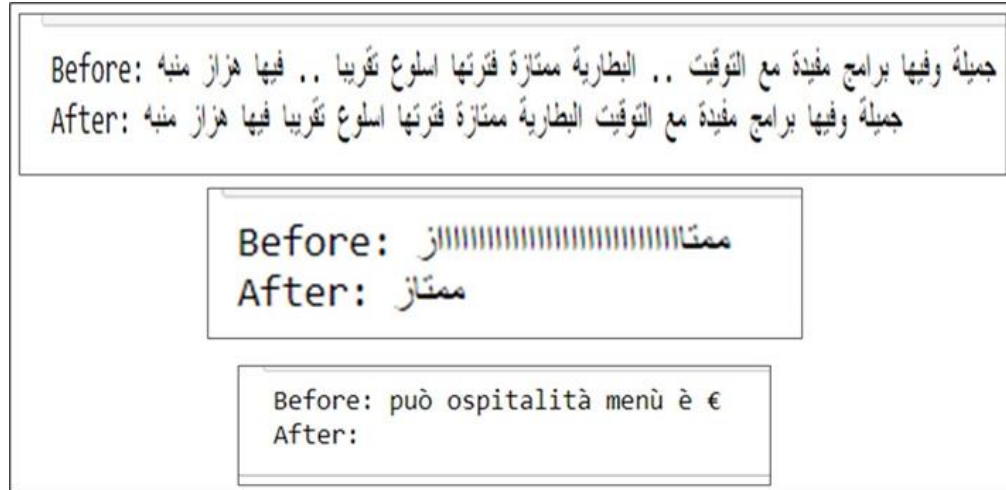 Before: جميلة وفيها برامج مفيدة مع التوقيت .. البطارية ممتازة فترتها اسلوع تقريبا .. فيها هزاز منبه
After: جميلة وفيها برامج مفيدة مع التوقيت البطارية ممتازة فترتها اسلوع تقريبا فيها هزاز منبه
Before: ممتاااااااااااااااااااااااااااااز
After: ممتاز
Before: può ospitalità menù è €
After: